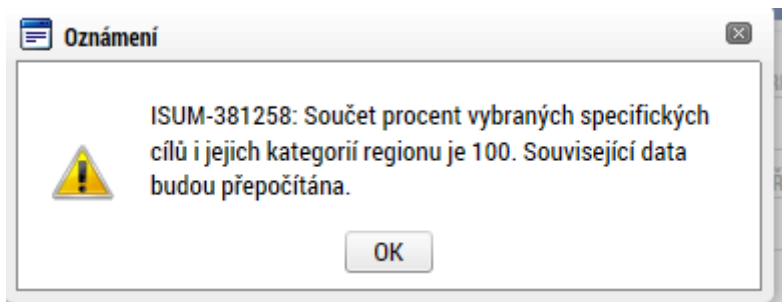 Oznámení
ISUM-381258: Součet procent vybraných specifických
cílů i jejich kategorií regionu je 100. Související data
budou přepočítána.
OK